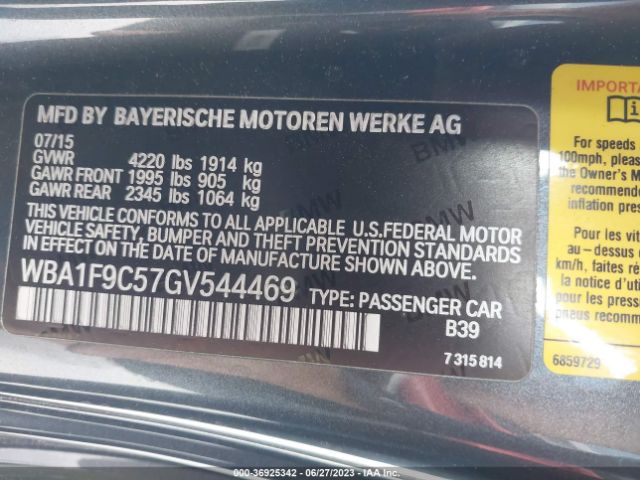 MFD BY BAYERISCHE MOTOREN WERKE AG
07/15
GVWR 4220 lbs 1914 kg
GAWR FRONT 1995 lbs 905 kg
GAWR REAR 2345 lbs 1064 kg
THIS VEHICLE CONFORMS TO ALL APPLICABLE U.S.FEDERAL MOTOR
VEHICLE SAFETY, BUMPER AND THEFT PREVENTION STANDARDS
IN EFFECT ON THE DATE OF MANUFACTURE SHOWN ABOVE.
WBA1F9C57GV544469 TYPE: PASSENGER CAR
B39
7 315 814
IMPORTA
i
For speeds
100mph, please
the Owner's M
recommende
inflation pres
Pour les vit
au-dessus de
km/h, faites ré
ce la notice d'uti
pour les pressi
pneus recomm
6859729
000-36925342 - 06/27/2023 - IAAI Inc.